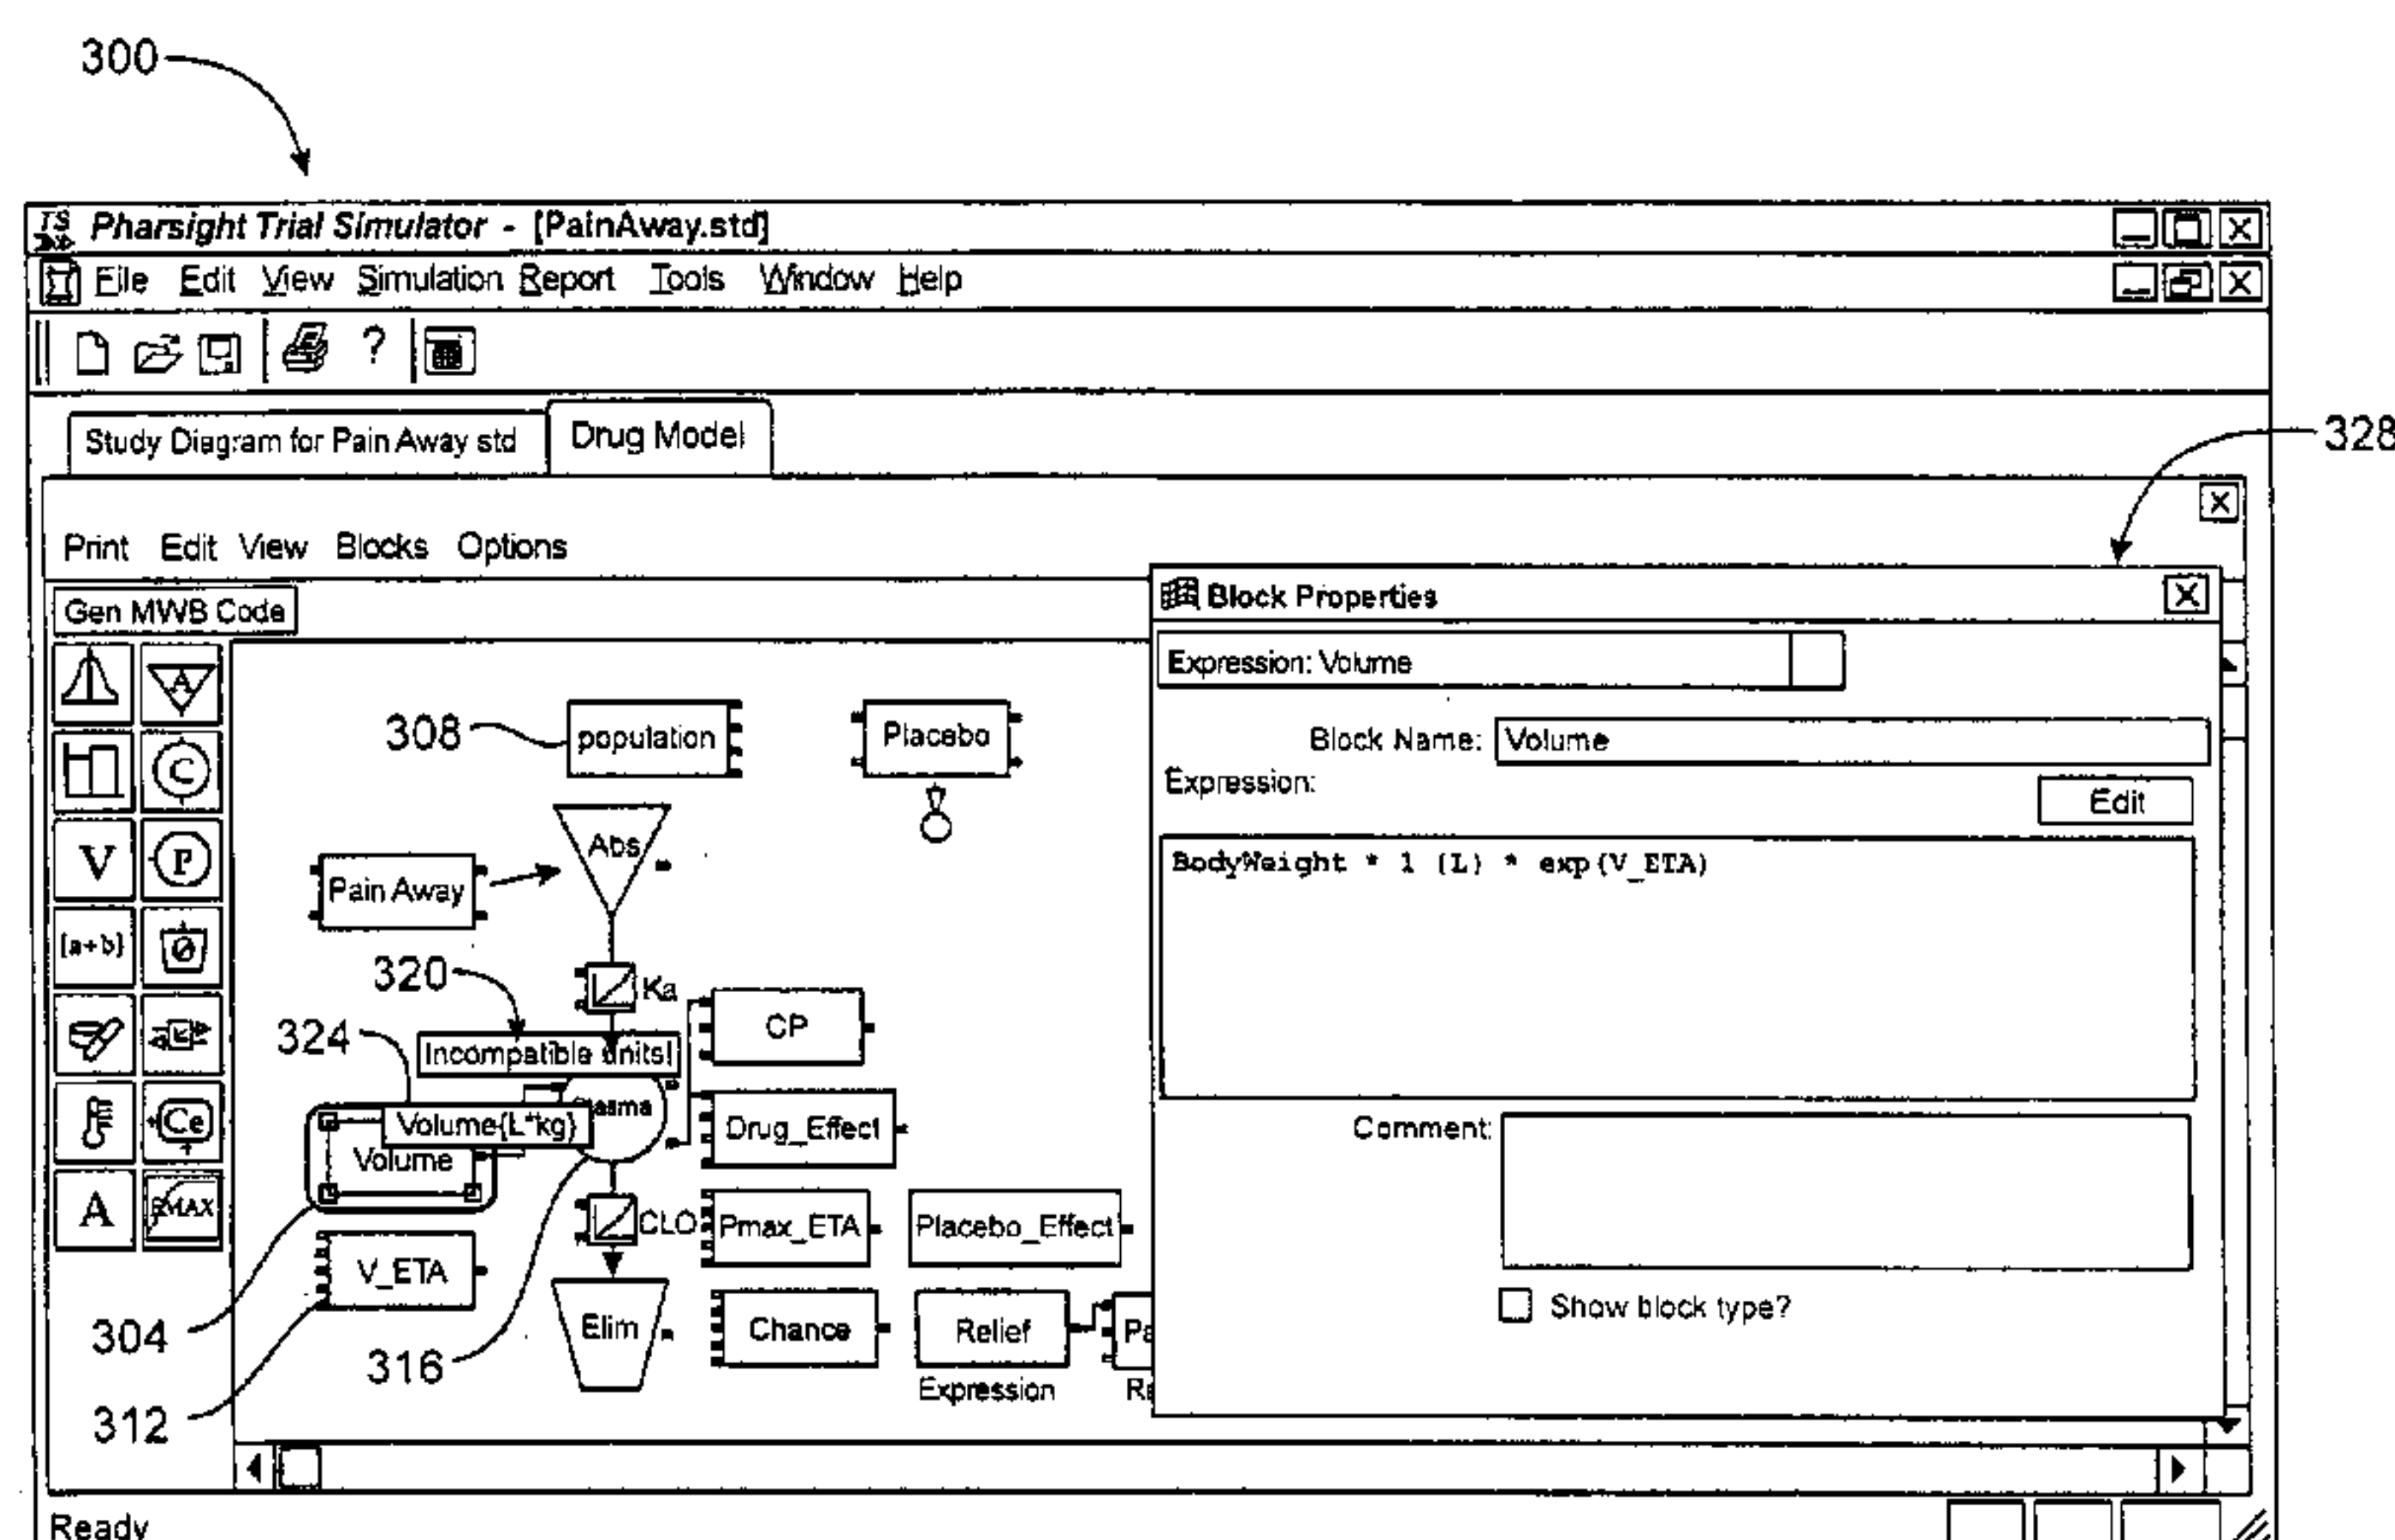 300
TS Pharsight Trial Simulator - [PainAway.std]
File Edit View Simulation Report Tools Window Help
?
Study Diagram for Pain Away std Drug Model
328
Print Edit View Blocks Options
Gen MWB Code
Block Properties
Expression: Volume
Block Name: Volume
Expression:
Edit
BodyWeight * 1 (L) * exp(V_ETA)
Comment:
Show block type?
A
C
V P
{a+b} Ø
Ce
A EMAX
308 population Placebo
Abs
Pain Away
320 Ka
CP
324 Incompatible units!
Volume(L*kg)
Volume
Drug_Effect
CLO Pmax_ETA Placebo_Effect
V_ETA
304
Elim Chance Relief
316
Expression
312
Ready